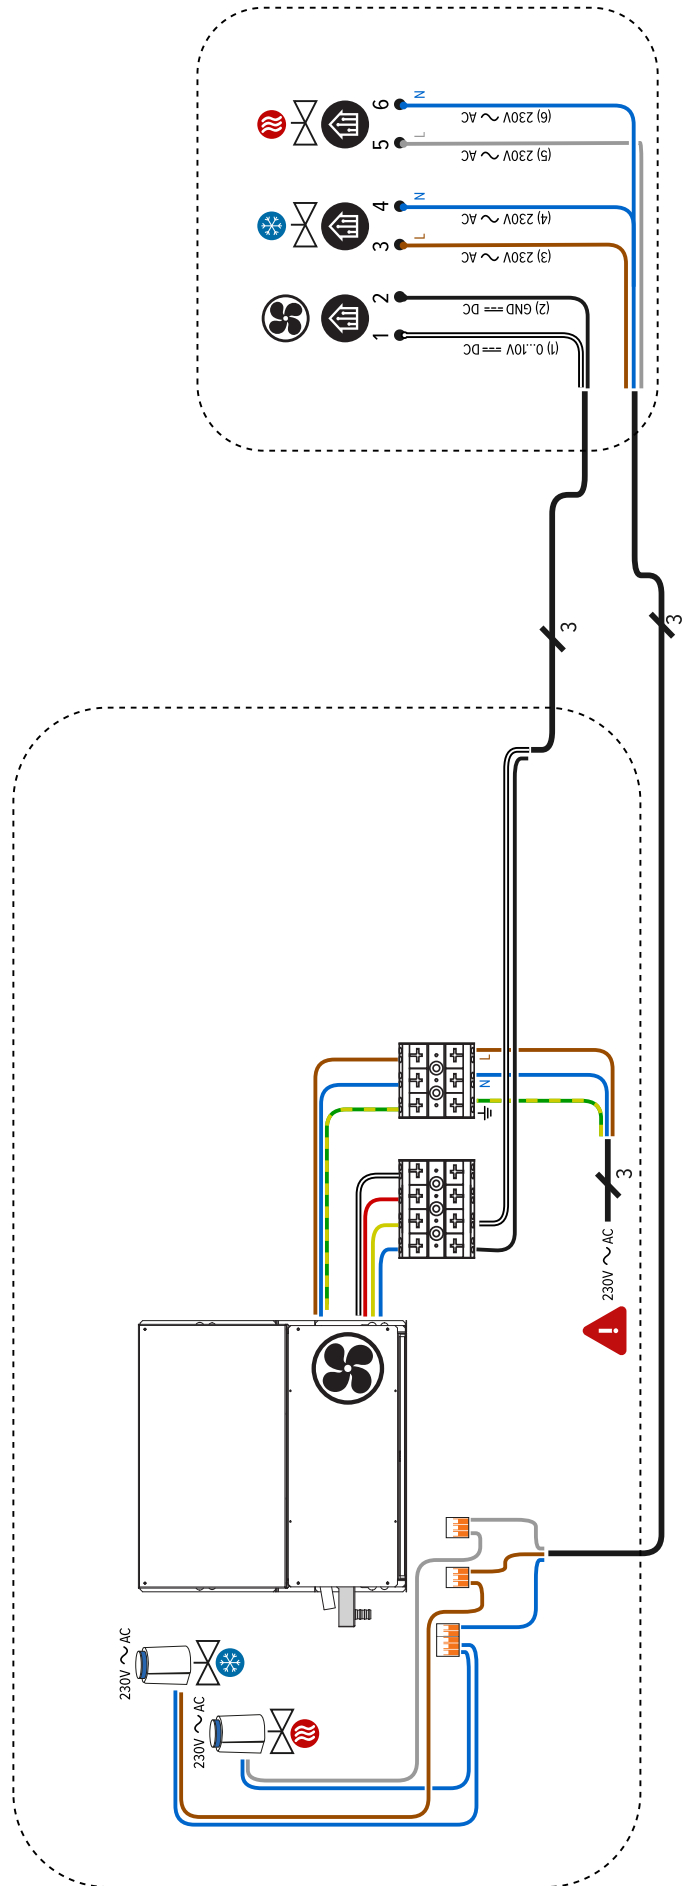 6
N
(6) 230V ~ AC
5
L
(5) 230V ~ AC
4
N
(4) 230V ~ AC
3
L
(3) 230V ~ AC
2
(2) GND ⎓ DC
1
(1) 0...10V ⎓ DC
3
3
L
N
3
230V ~ AC
!
230V ~ AC
230V ~ AC